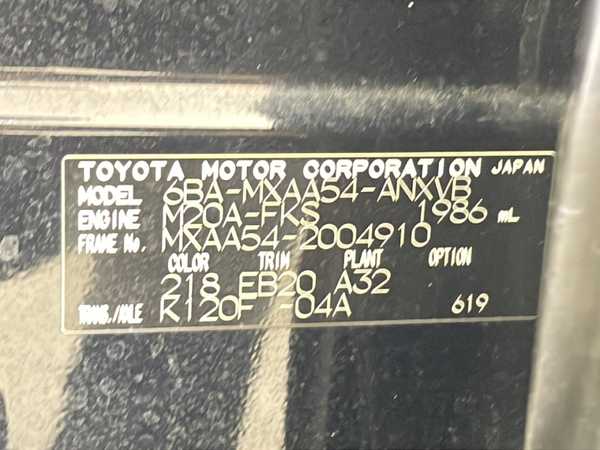 TOYOTA MOTOR CORPORATION JAPAN
MODEL 6BA-MXAA54-ANXVB
ENGINE M20A-FKS 1986 mL
FRAME No. MXAA54-2004910
COLOR TRIM PLANT OPTION
218 EB20 A32
TRANS./AXLE K120F -04A 619